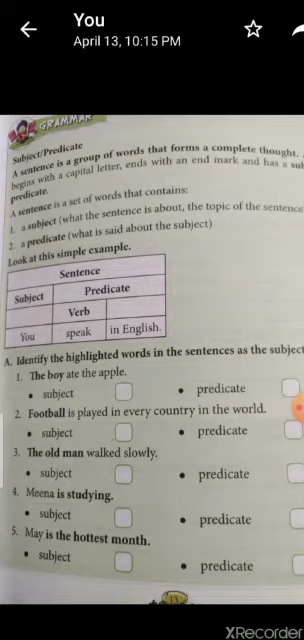 You
April 13, 10:15 PM
GRAMMAR
Subject/Predicate
A sentence is a group of words that forms a complete thought.
begins with a capital letter, ends with an end mark and has a
predicate.
A sentence is a set of words that contains:
1. a subject (what the sentence is about, the topic of the sentence
2. a predicate (what is said about the subject)
Look at this simple example.
Sentence
Subject Predicate
Verb
You speak in English.
A. Identify the highlighted words in the sentences as the subject
1. The boy ate the apple.
• subject • predicate
2. Football is played in every country in the world.
• subject • predicate
3. The old man walked slowly.
• subject • predicate
4. Meena is studying.
• subject • predicate
5. May is the hottest month.
• subject • predicate
13
XRecorder